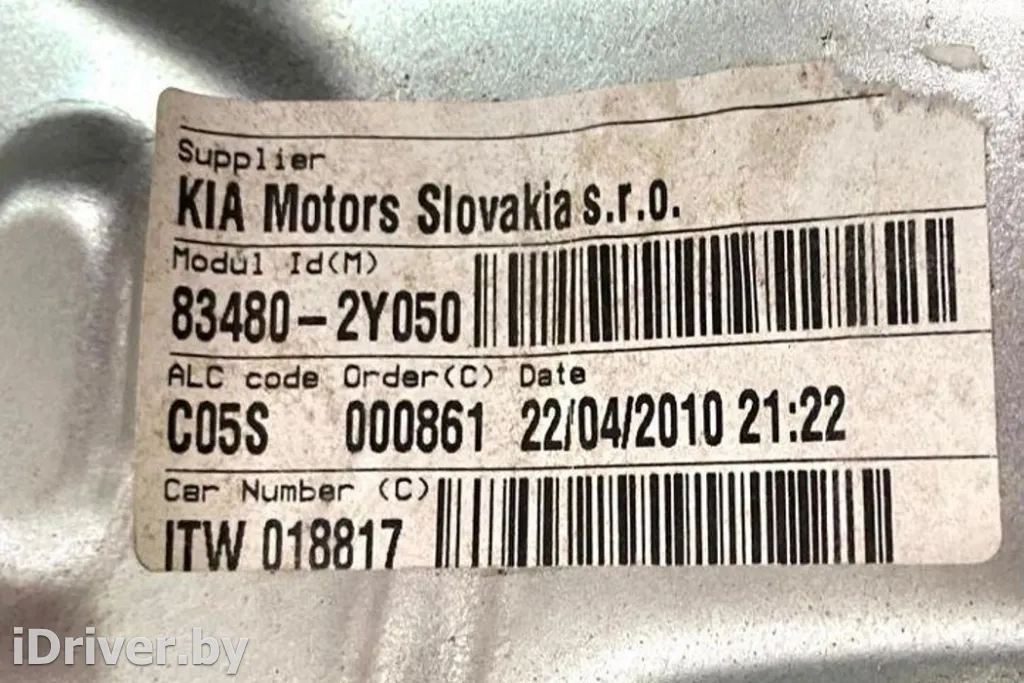 Supplier
KIA Motors Slovakia s.r.o.
Modul Id(M)
83480-2Y050
ALC code Order(C) Date
C05S 000861 22/04/2010 21:22
Car Number (C)
ITW 018817
iDriver.by